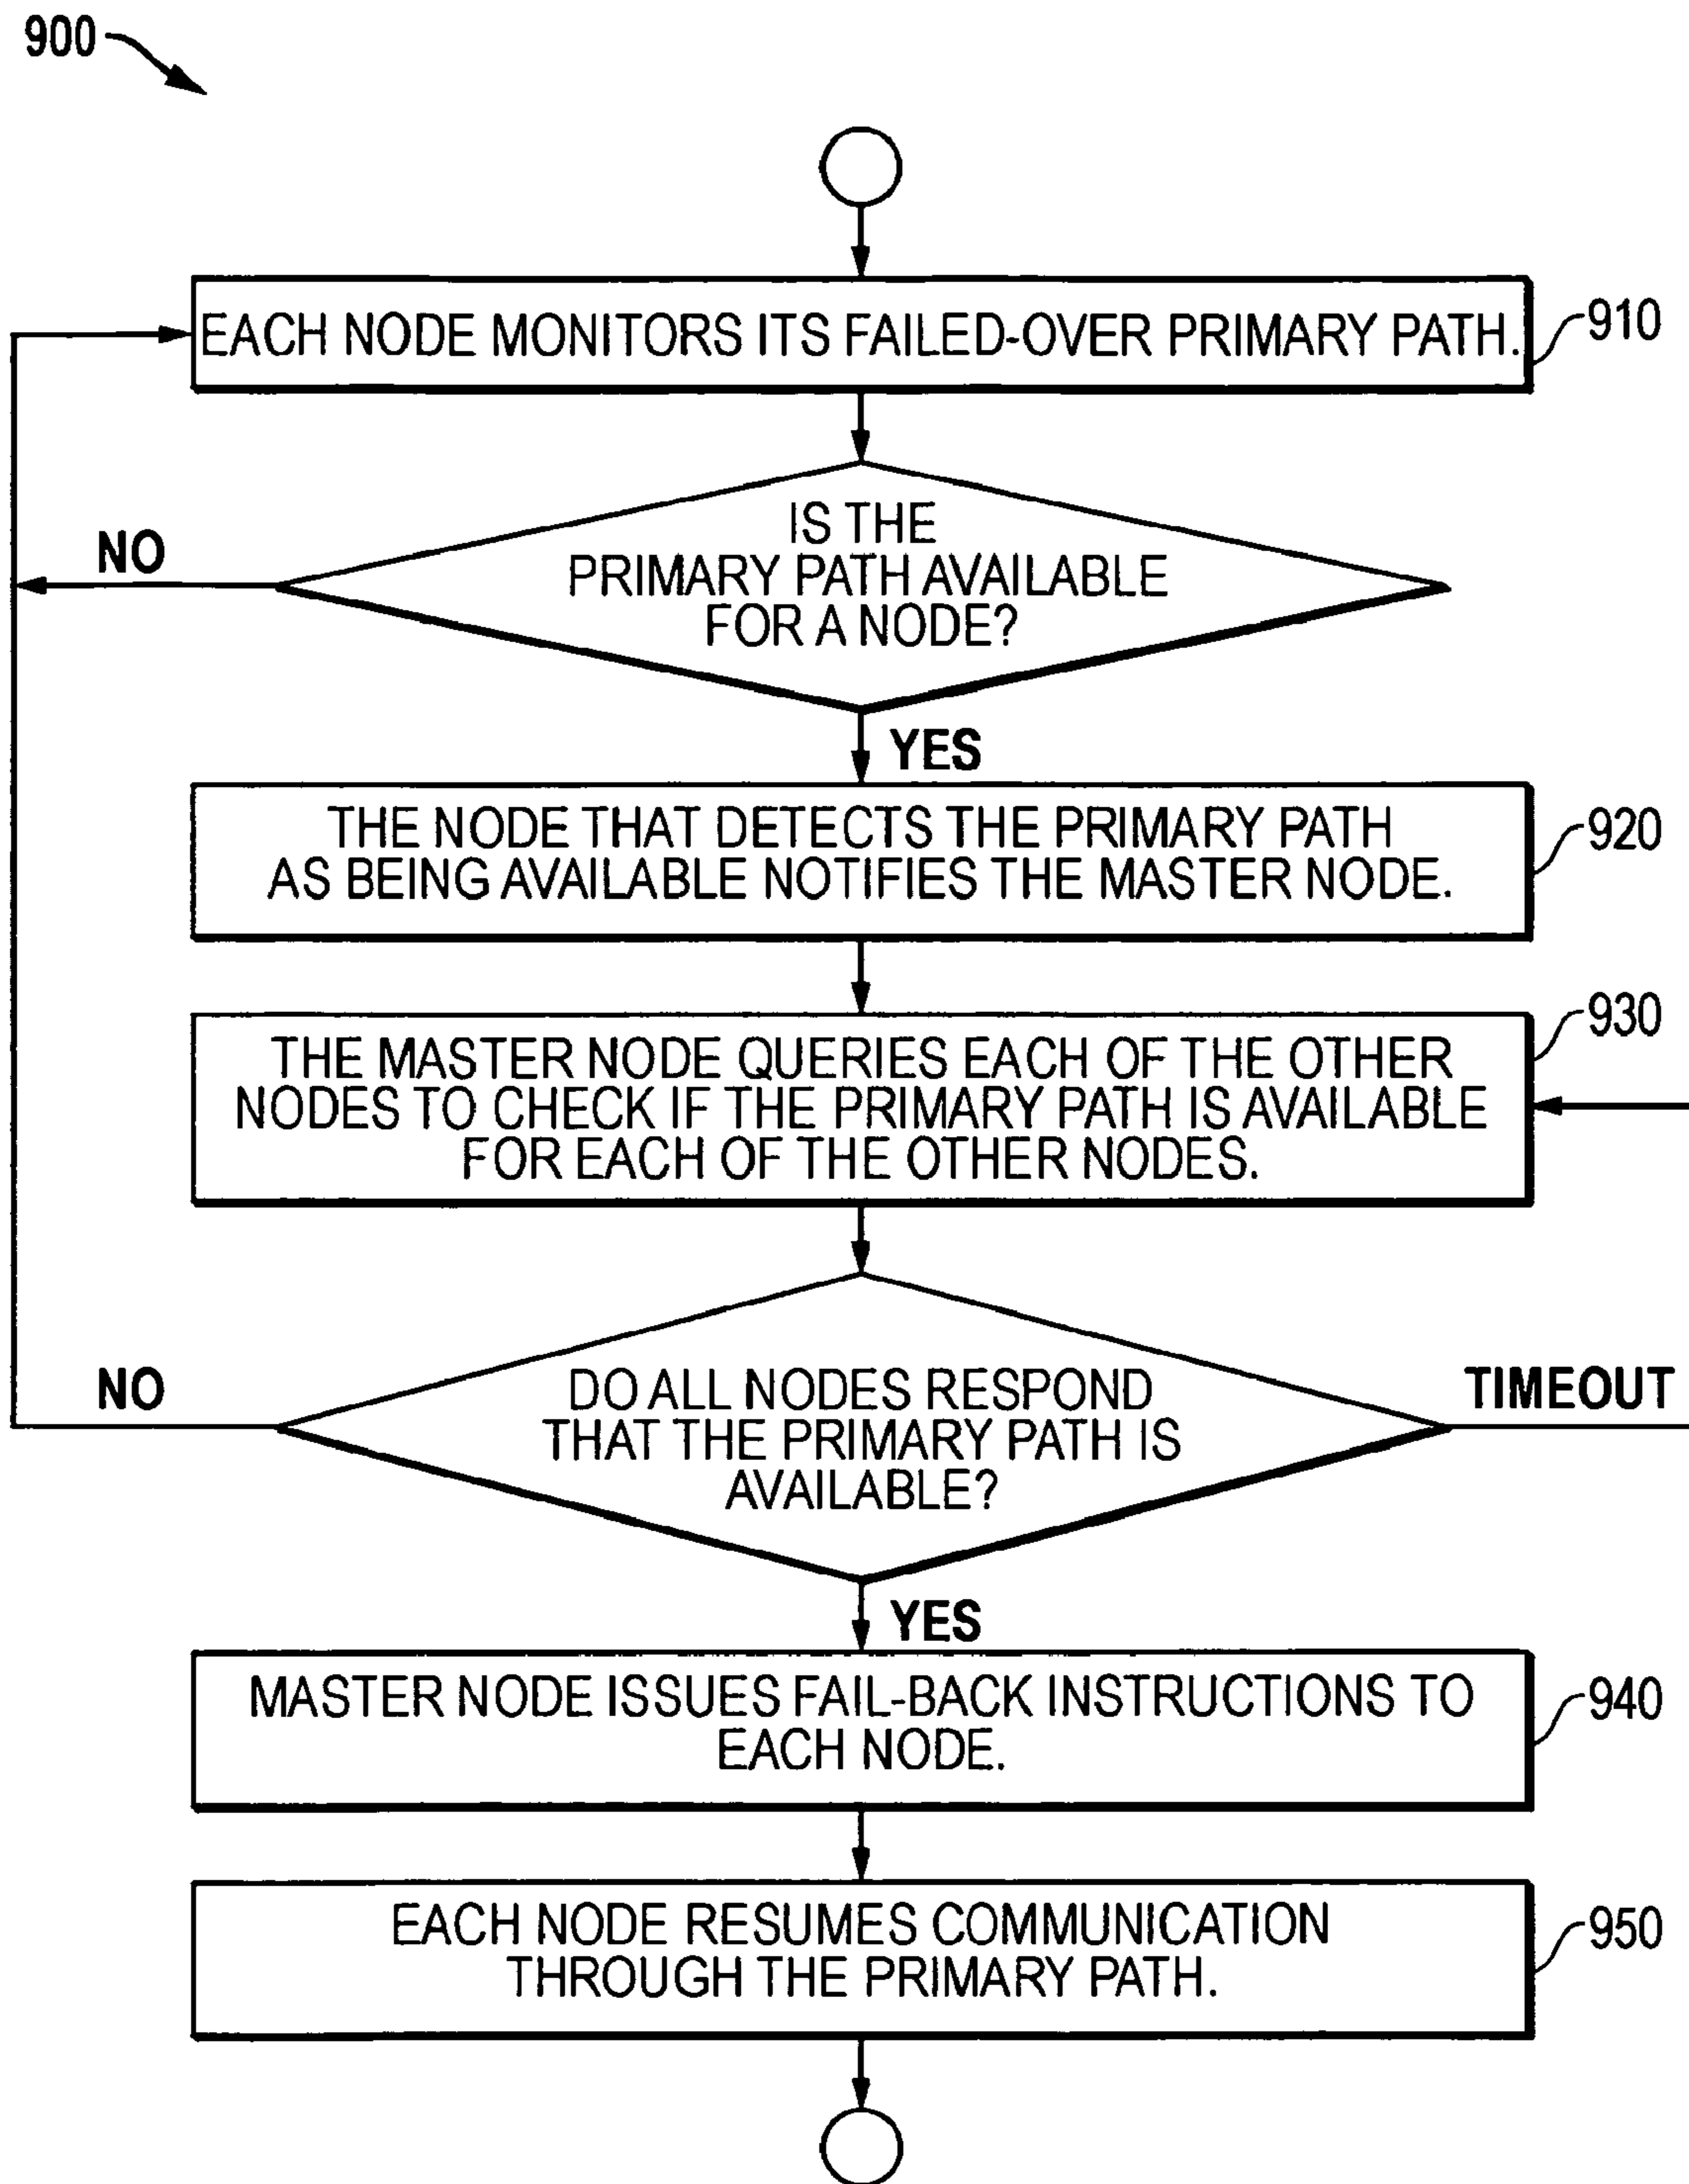 900
EACH NODE MONITORS ITS FAILED-OVER PRIMARY PATH.
910
IS THE
PRIMARY PATH AVAILABLE
FOR A NODE?
NO
YES
THE NODE THAT DETECTS THE PRIMARY PATH
AS BEING AVAILABLE NOTIFIES THE MASTER NODE.
920
THE MASTER NODE QUERIES EACH OF THE OTHER
NODES TO CHECK IF THE PRIMARY PATH IS AVAILABLE
FOR EACH OF THE OTHER NODES.
930
DO ALL NODES RESPOND
THAT THE PRIMARY PATH IS
AVAILABLE?
NO
TIMEOUT
YES
MASTER NODE ISSUES FAIL-BACK INSTRUCTIONS TO
EACH NODE.
940
EACH NODE RESUMES COMMUNICATION
THROUGH THE PRIMARY PATH.
950